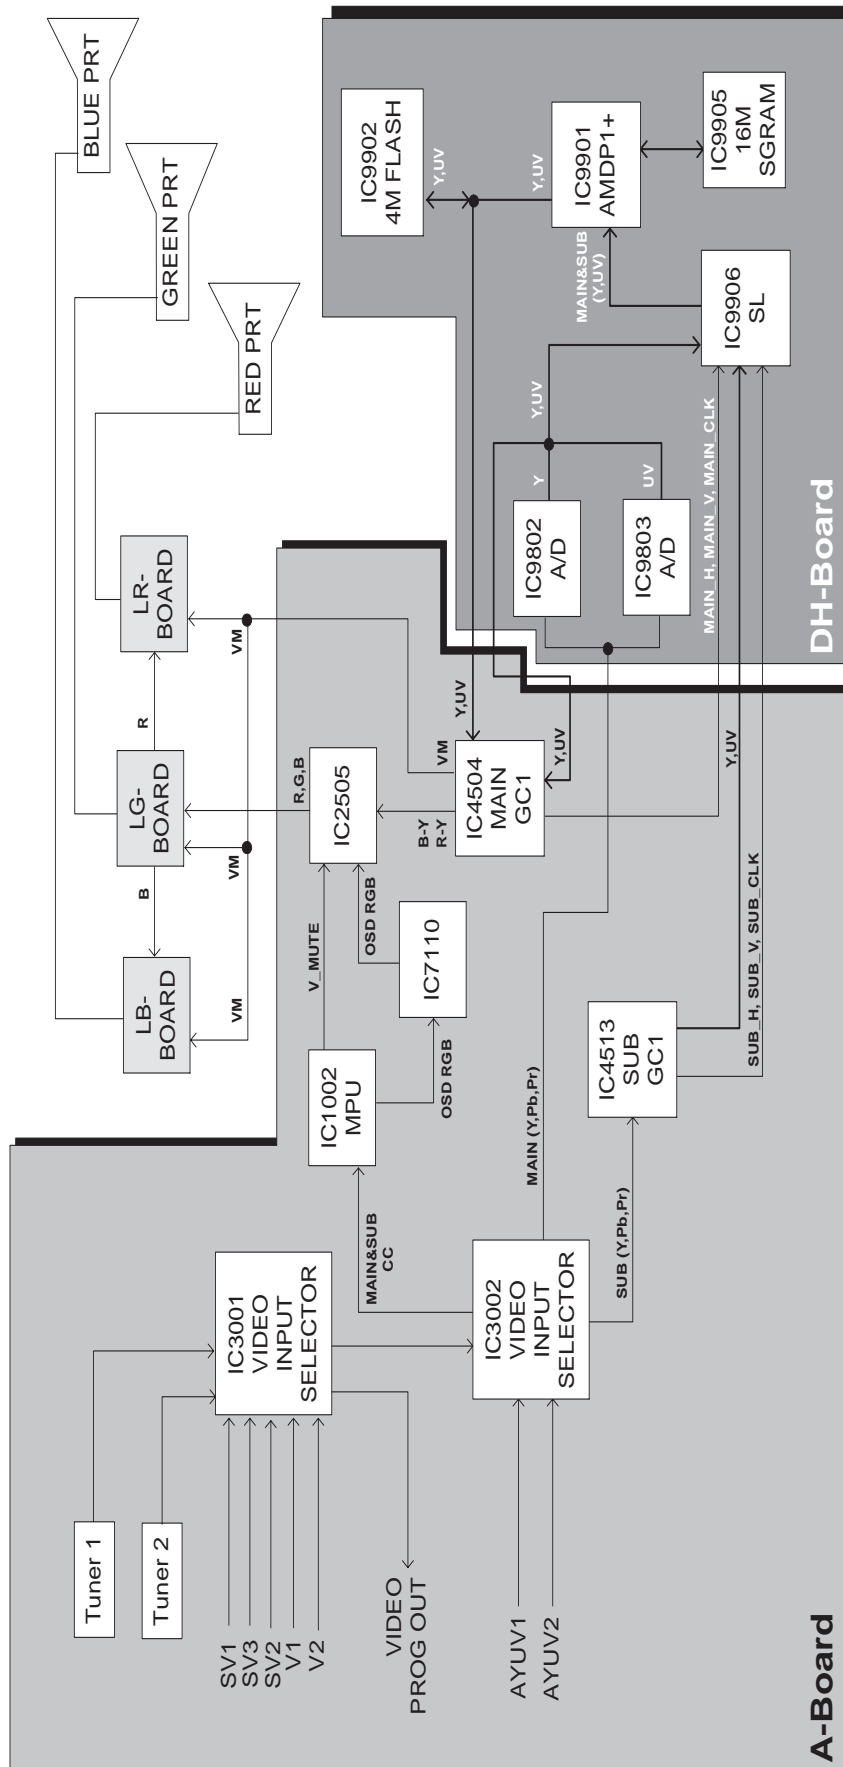 BLUE PRT
GREEN PRT
RED PRT
LR-
BOARD
LG-
BOARD
LB-
BOARD
R
B
VM
VM
VM
R,G,B
IC2505
V_MUTE
OSD RGB
IC7110
OSD RGB
IC1002
MPU
MAIN&SUB
CC
Tuner 1
Tuner 2
IC3001
VIDEO
INPUT
SELECTOR
SV1
SV3
SV2
V1
V2
VIDEO
PROG OUT
IC3002
VIDEO
INPUT
SELECTOR
AYUV1
AYUV2
MAIN (Y,Pb,Pr)
SUB (Y,Pb,Pr)
IC4513
SUB
GC1
VM
B-Y
R-Y
IC4504
MAIN
GC1
Y,UV
Y,UV
Y,UV
SUB_H, SUB_V, SUB_CLK
MAIN_H, MAIN_V, MAIN_CLK
IC9802
A/D
IC9803
A/D
Y
UV
Y,UV
IC9902
4M FLASH
Y,UV
Y,UV
IC9901
AMDP1+
IC9905
16M
SGRAM
MAIN&SUB
(Y,UV)
IC9906
SL
A-Board
DH-Board